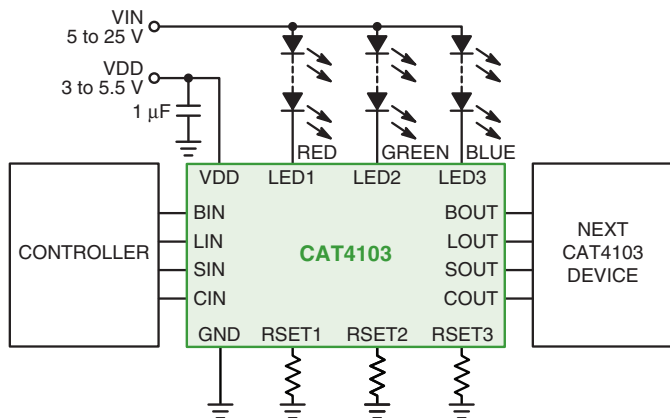 VIN
5 to 25 V
VDD
3 to 5.5 V
1 µF
RED
GREEN
BLUE
VDD
LED1
LED2
LED3
CONTROLLER
BIN
LIN
SIN
CIN
CAT4103
BOUT
LOUT
SOUT
COUT
NEXT
CAT4103
DEVICE
GND
RSET1
RSET2
RSET3